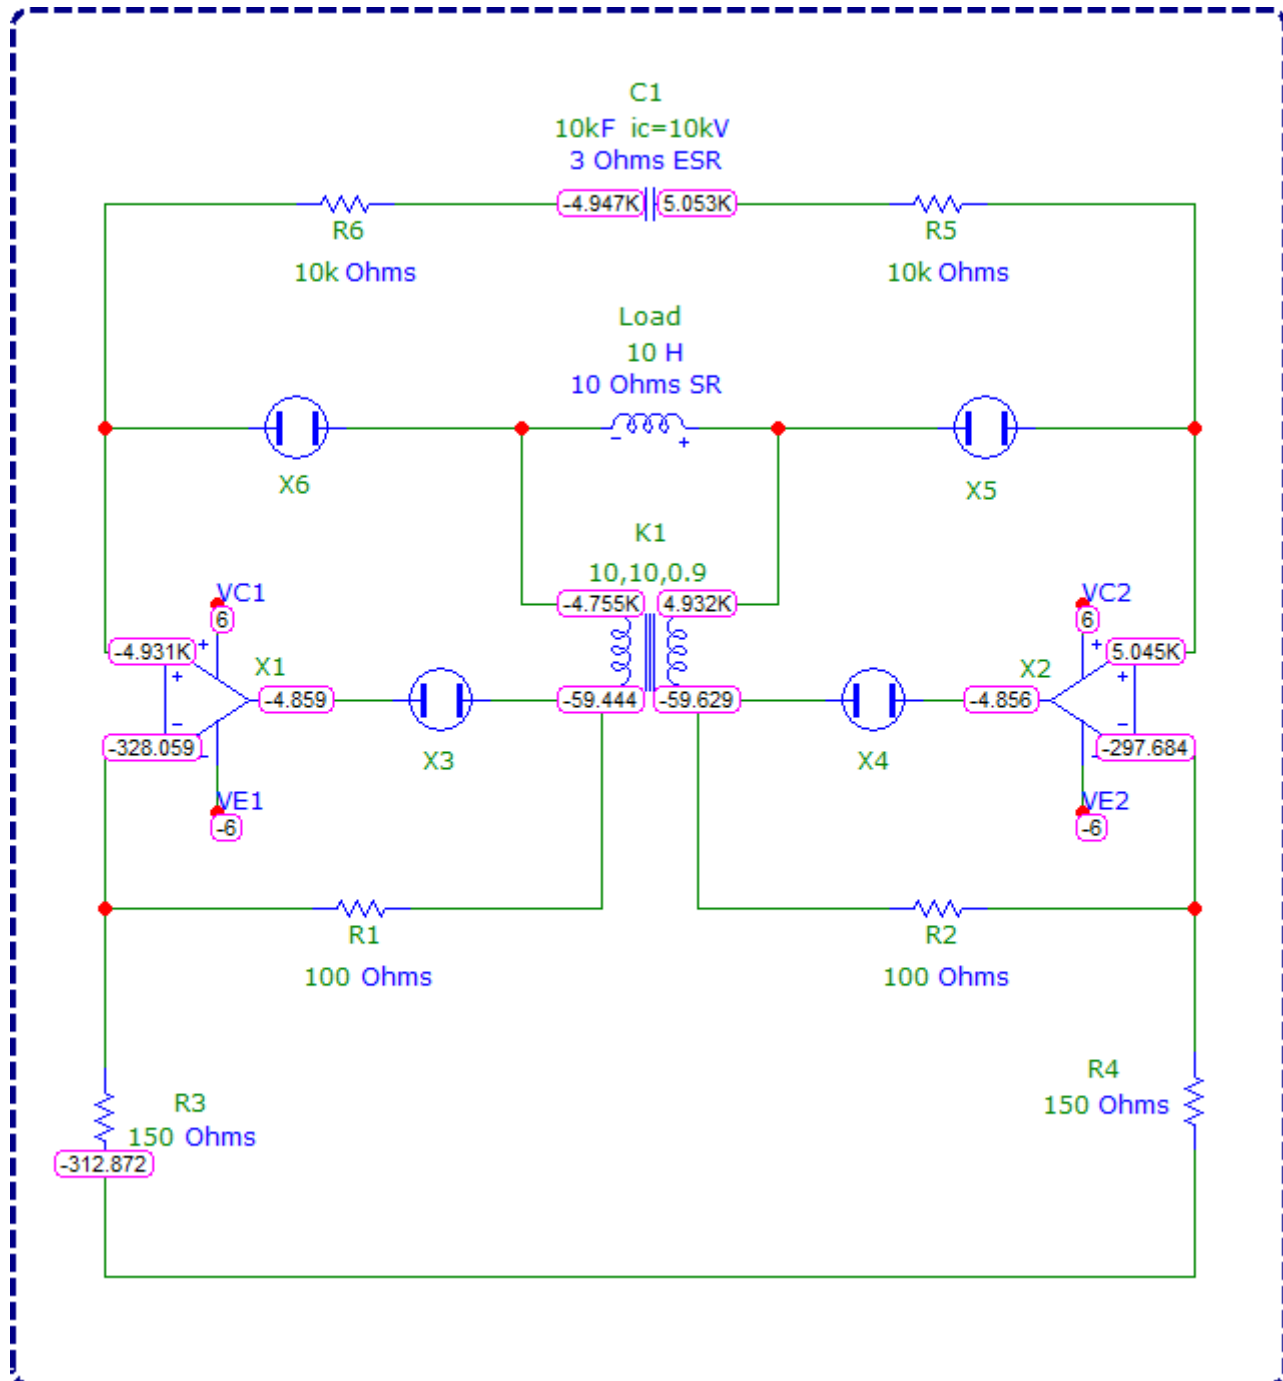 C1
10kF ic=10kV
3 Ohms ESR
-4.947K
5.053K
R6
R5
10k Ohms
10k Ohms
Load
10 H
10 Ohms SR
- +
X6
X5
K1
10,10,0.9
VC1
-4.755K
4.932K
VC2
6
6
+
+
-4.931K
X1
X2
5.045K
+
+
-4.859
-59.444
-59.629
-4.856
-
-
-328.059
-
-
-297.684
X3
X4
VE1
VE2
-6
-6
R1
R2
100 Ohms
100 Ohms
R3
150 Ohms
R4
150 Ohms
-312.872